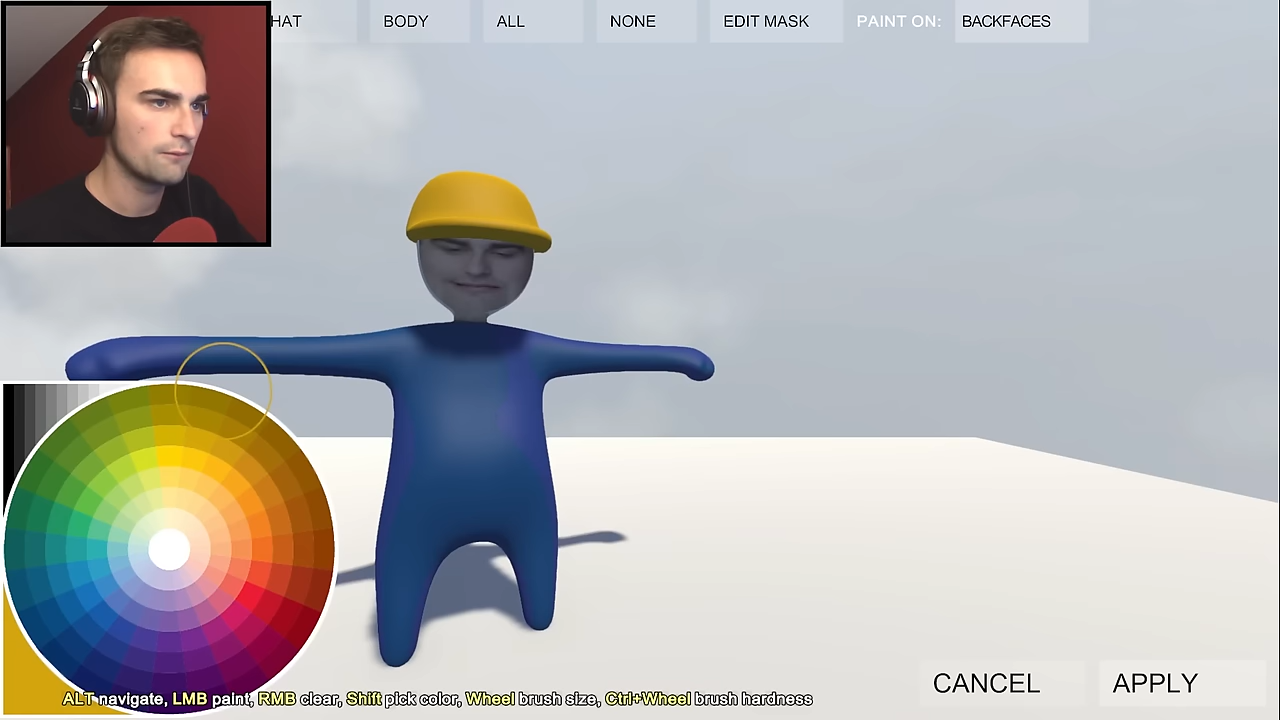 HAT BODY ALL NONE EDIT MASK PAINT ON: BACKFACES
CANCEL APPLY
ALT navigate, LMB paint, RMB clear, Shift pick color, Wheel brush size, Ctrl+Wheel brush hardness